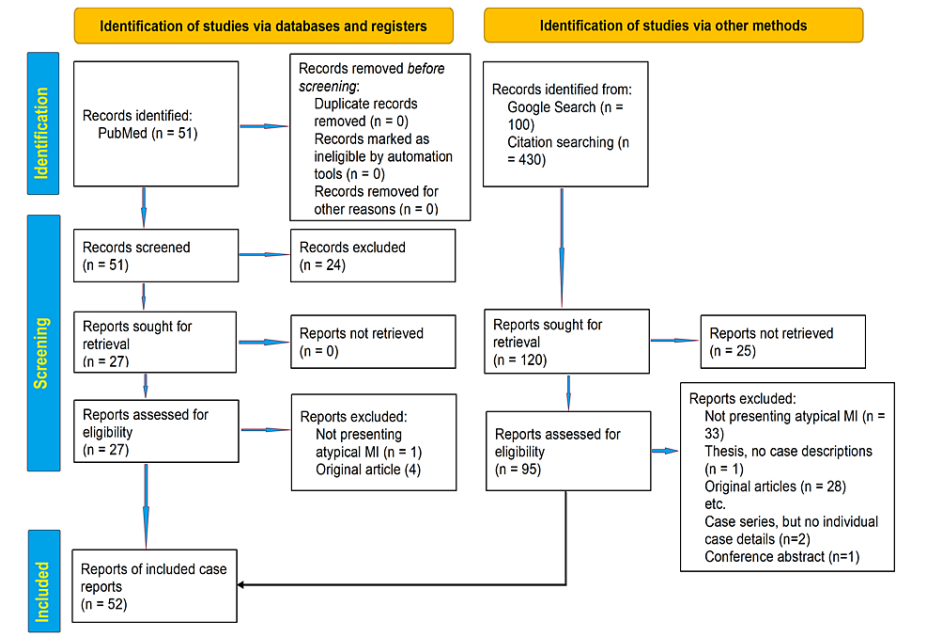 Identification of studies via databases and registers
Identification of studies via other methods
Identification
Records identified:
PubMed (n = 51)
Records removed before
screening:
Duplicate records
removed (n = 0)
Records marked as
ineligible by automation
tools (n = 0)
Records removed for
other reasons (n = 0)
Records identified from:
Google Search (n =
100)
Citation searching (n
= 430)
Screening
Records screened
(n = 51)
Records excluded
(n = 24)
Reports sought for
retrieval
(n = 27)
Reports not retrieved
(n = 0)
Reports sought for
retrieval
(n = 120)
Reports not retrieved
(n = 25)
Reports assessed for
eligibility
(n = 27)
Reports excluded:
Not presenting
atypical MI (n = 1)
Original article (4)
Reports assessed for
eligibility
(n = 95)
Reports excluded:
Not presenting atypical MI (n =
33)
Thesis, no case descriptions
(n = 1)
Original articles (n = 28)
etc.
Case series, but no individual
case details (n=2)
Conference abstract (n=1)
Included
Reports of included case
reports
(n = 52)